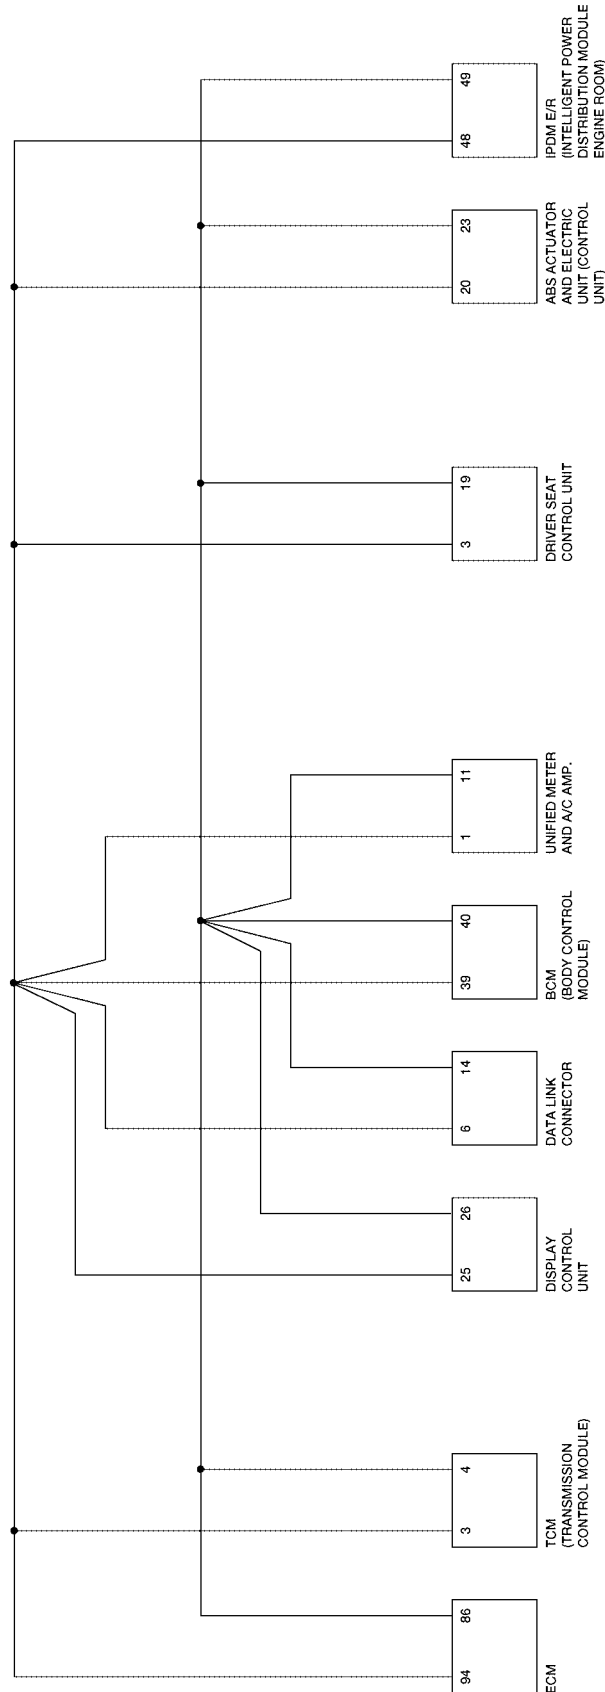 94
86
ECM
3
4
TCM
(TRANSMISSION
CONTROL MODULE)
25
26
DISPLAY
CONTROL
UNIT
6
14
DATA LINK
CONNECTOR
39
40
BCM
(BODY CONTROL
MODULE)
1
11
UNIFIED METER
AND A/C AMP.
3
19
DRIVER SEAT
CONTROL UNIT
20
23
ABS ACTUATOR
AND ELECTRIC
UNIT (CONTROL
UNIT)
48
49
IPDM E/R
(INTELLIGENT POWER
DISTRIBUTION MODULE
ENGINE ROOM)